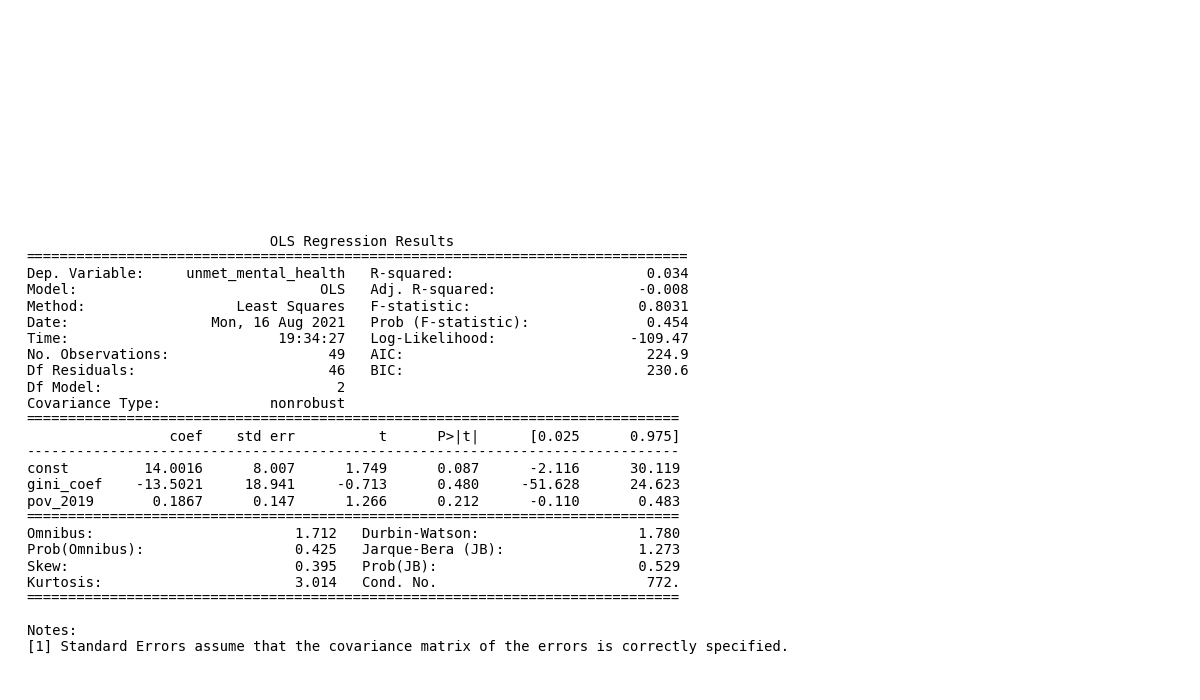 OLS Regression Results
==============================================================================
Dep. Variable:     unmet_mental_health   R-squared:                       0.034
Model:                             OLS   Adj. R-squared:                 -0.008
Method:                  Least Squares   F-statistic:                    0.8031
Date:                 Mon, 16 Aug 2021   Prob (F-statistic):              0.454
Time:                         19:34:27   Log-Likelihood:                -109.47
No. Observations:                   49   AIC:                             224.9
Df Residuals:                       46   BIC:                             230.6
Df Model:                            2
Covariance Type:             nonrobust
==============================================================================
                 coef    std err          t      P>|t|      [0.025      0.975]
------------------------------------------------------------------------------
const         14.0016      8.007      1.749      0.087      -2.116      30.119
gini_coef    -13.5021     18.941     -0.713      0.480     -51.628      24.623
pov_2019       0.1867      0.147      1.266      0.212      -0.110       0.483
==============================================================================
Omnibus:                        1.712   Durbin-Watson:                   1.780
Prob(Omnibus):                  0.425   Jarque-Bera (JB):                1.273
Skew:                           0.395   Prob(JB):                        0.529
Kurtosis:                       3.014   Cond. No.                         772.
==============================================================================
Notes:
[1] Standard Errors assume that the covariance matrix of the errors is correctly specified.